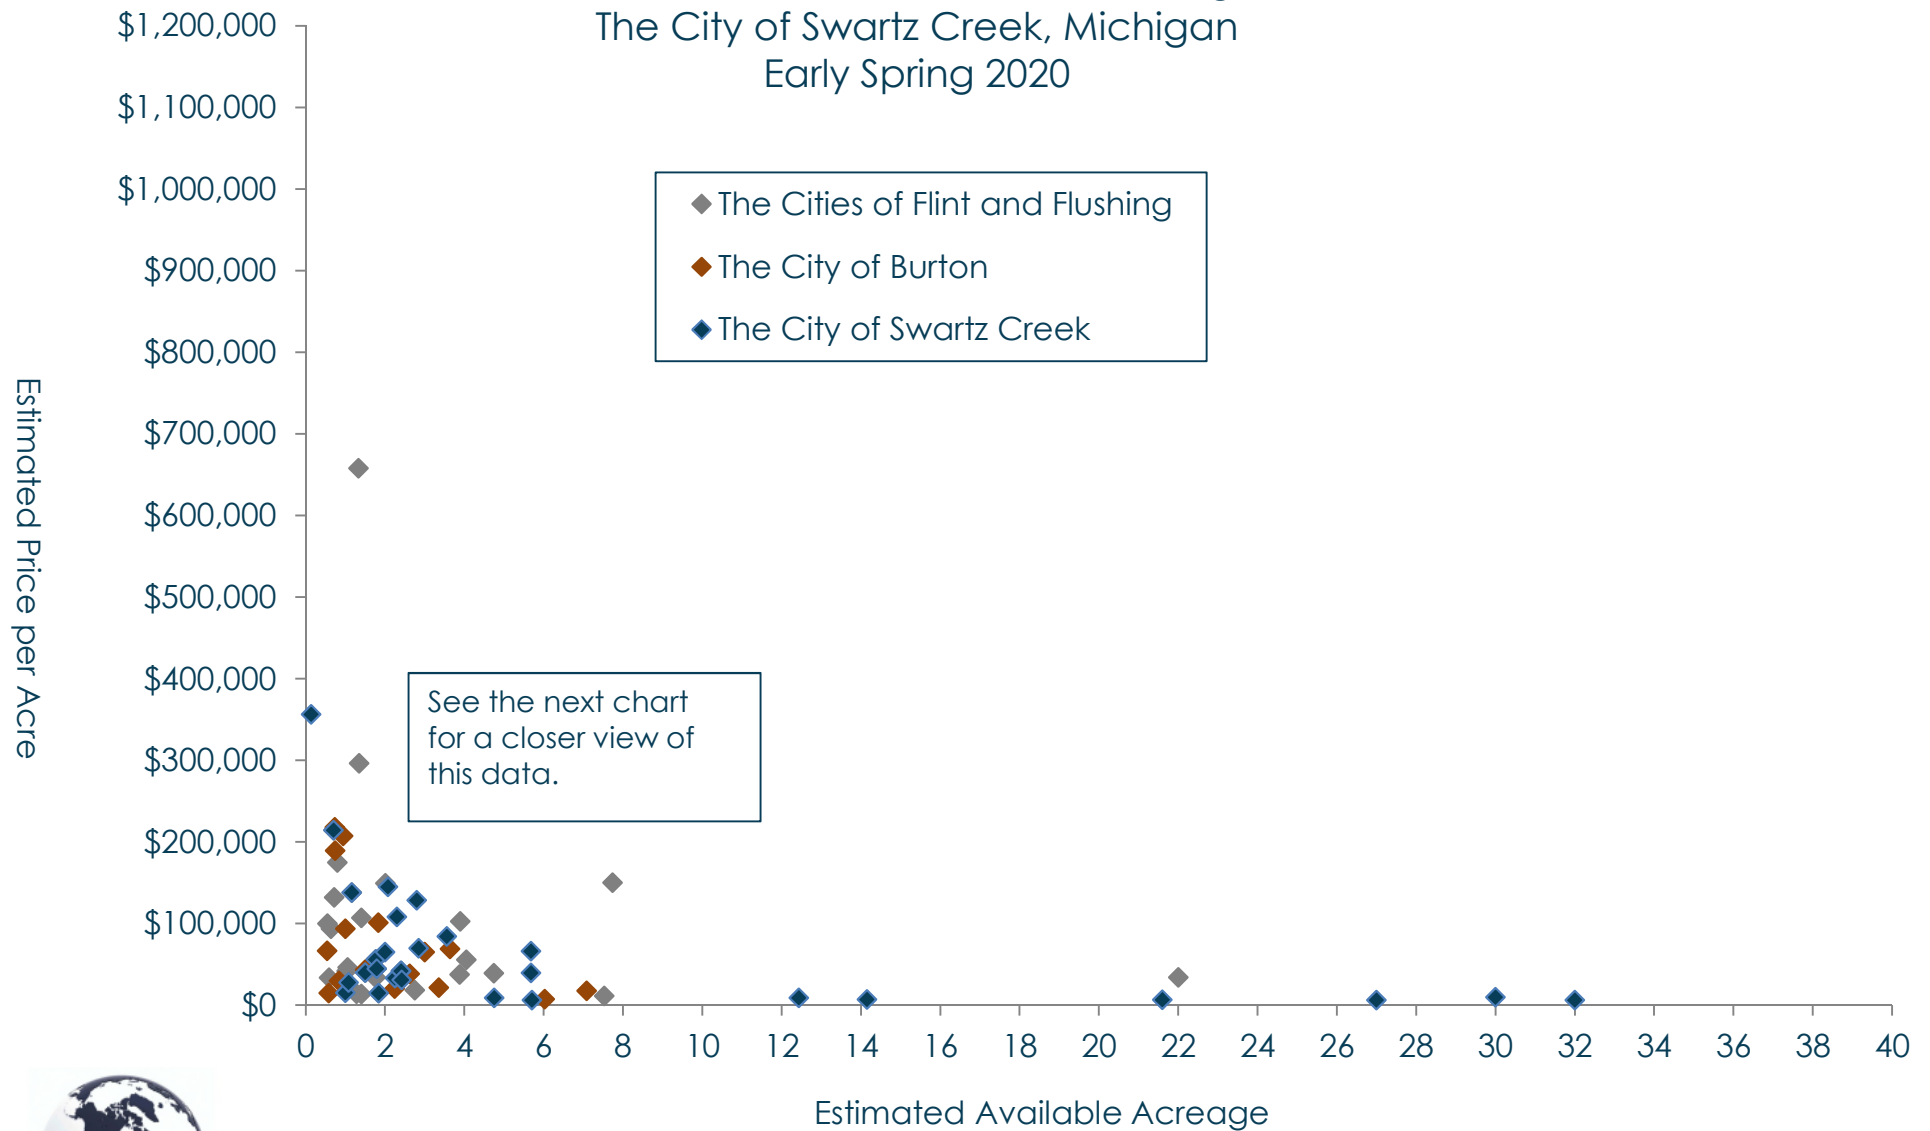 The City of Swartz Creek, Michigan
Early Spring 2020
$1,200,000
$1,100,000
$1,000,000
$900,000
$800,000
$700,000
$600,000
$500,000
$400,000
$300,000
$200,000
$100,000
$0
Estimated Price per Acre
The Cities of Flint and Flushing
The City of Burton
The City of Swartz Creek
See the next chart
for a closer view of
this data.
0 2 4 6 8 10 12 14 16 18 20 22 24 26 28 30 32 34 36 38 40
Estimated Available Acreage